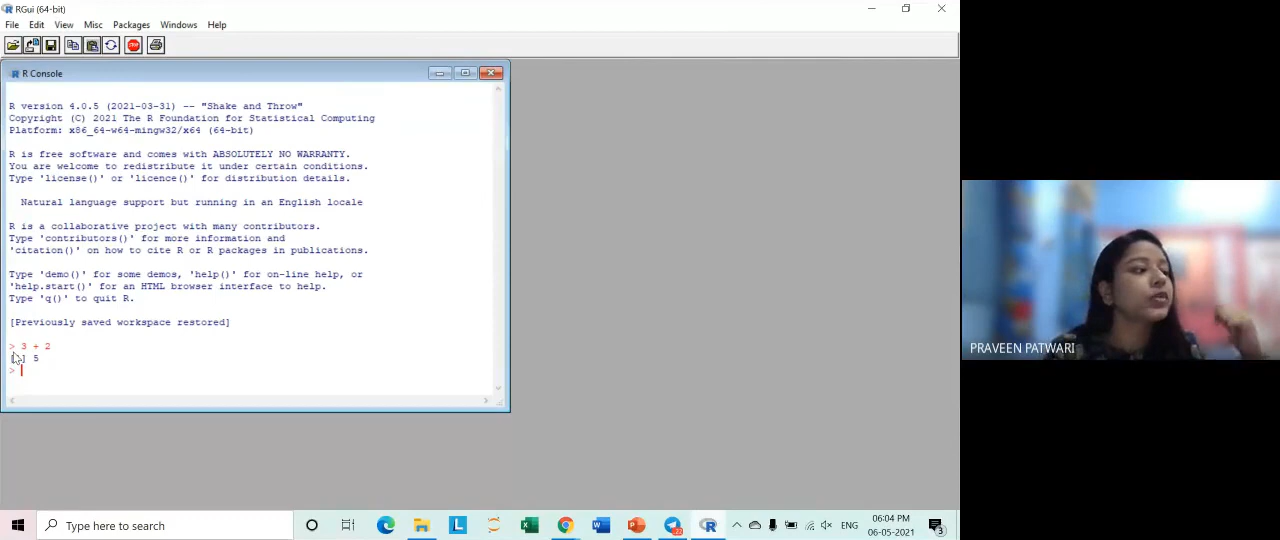 RGui (64-bit)
File Edit View Misc Packages Windows Help
STOP
R Console
R version 4.0.5 (2021-03-31) -- "Shake and Throw"
Copyright (C) 2021 The R Foundation for Statistical Computing
Platform: x86_64-w64-mingw32/x64 (64-bit)
R is free software and comes with ABSOLUTELY NO WARRANTY.
You are welcome to redistribute it under certain conditions.
Type 'license()' or 'licence()' for distribution details.
Natural language support but running in an English locale
R is a collaborative project with many contributors.
Type 'contributors()' for more information and
'citation()' on how to cite R or R packages in publications.
Type 'demo()' for some demos, 'help()' for on-line help, or
'help.start()' for an HTML browser interface to help.
Type 'q()' to quit R.
[Previously saved workspace restored]
> 3 + 2
[ ] 5
>
PRAVEEN PATWARI
Type here to search
ENG
06:04 PM
06-05-2021
3